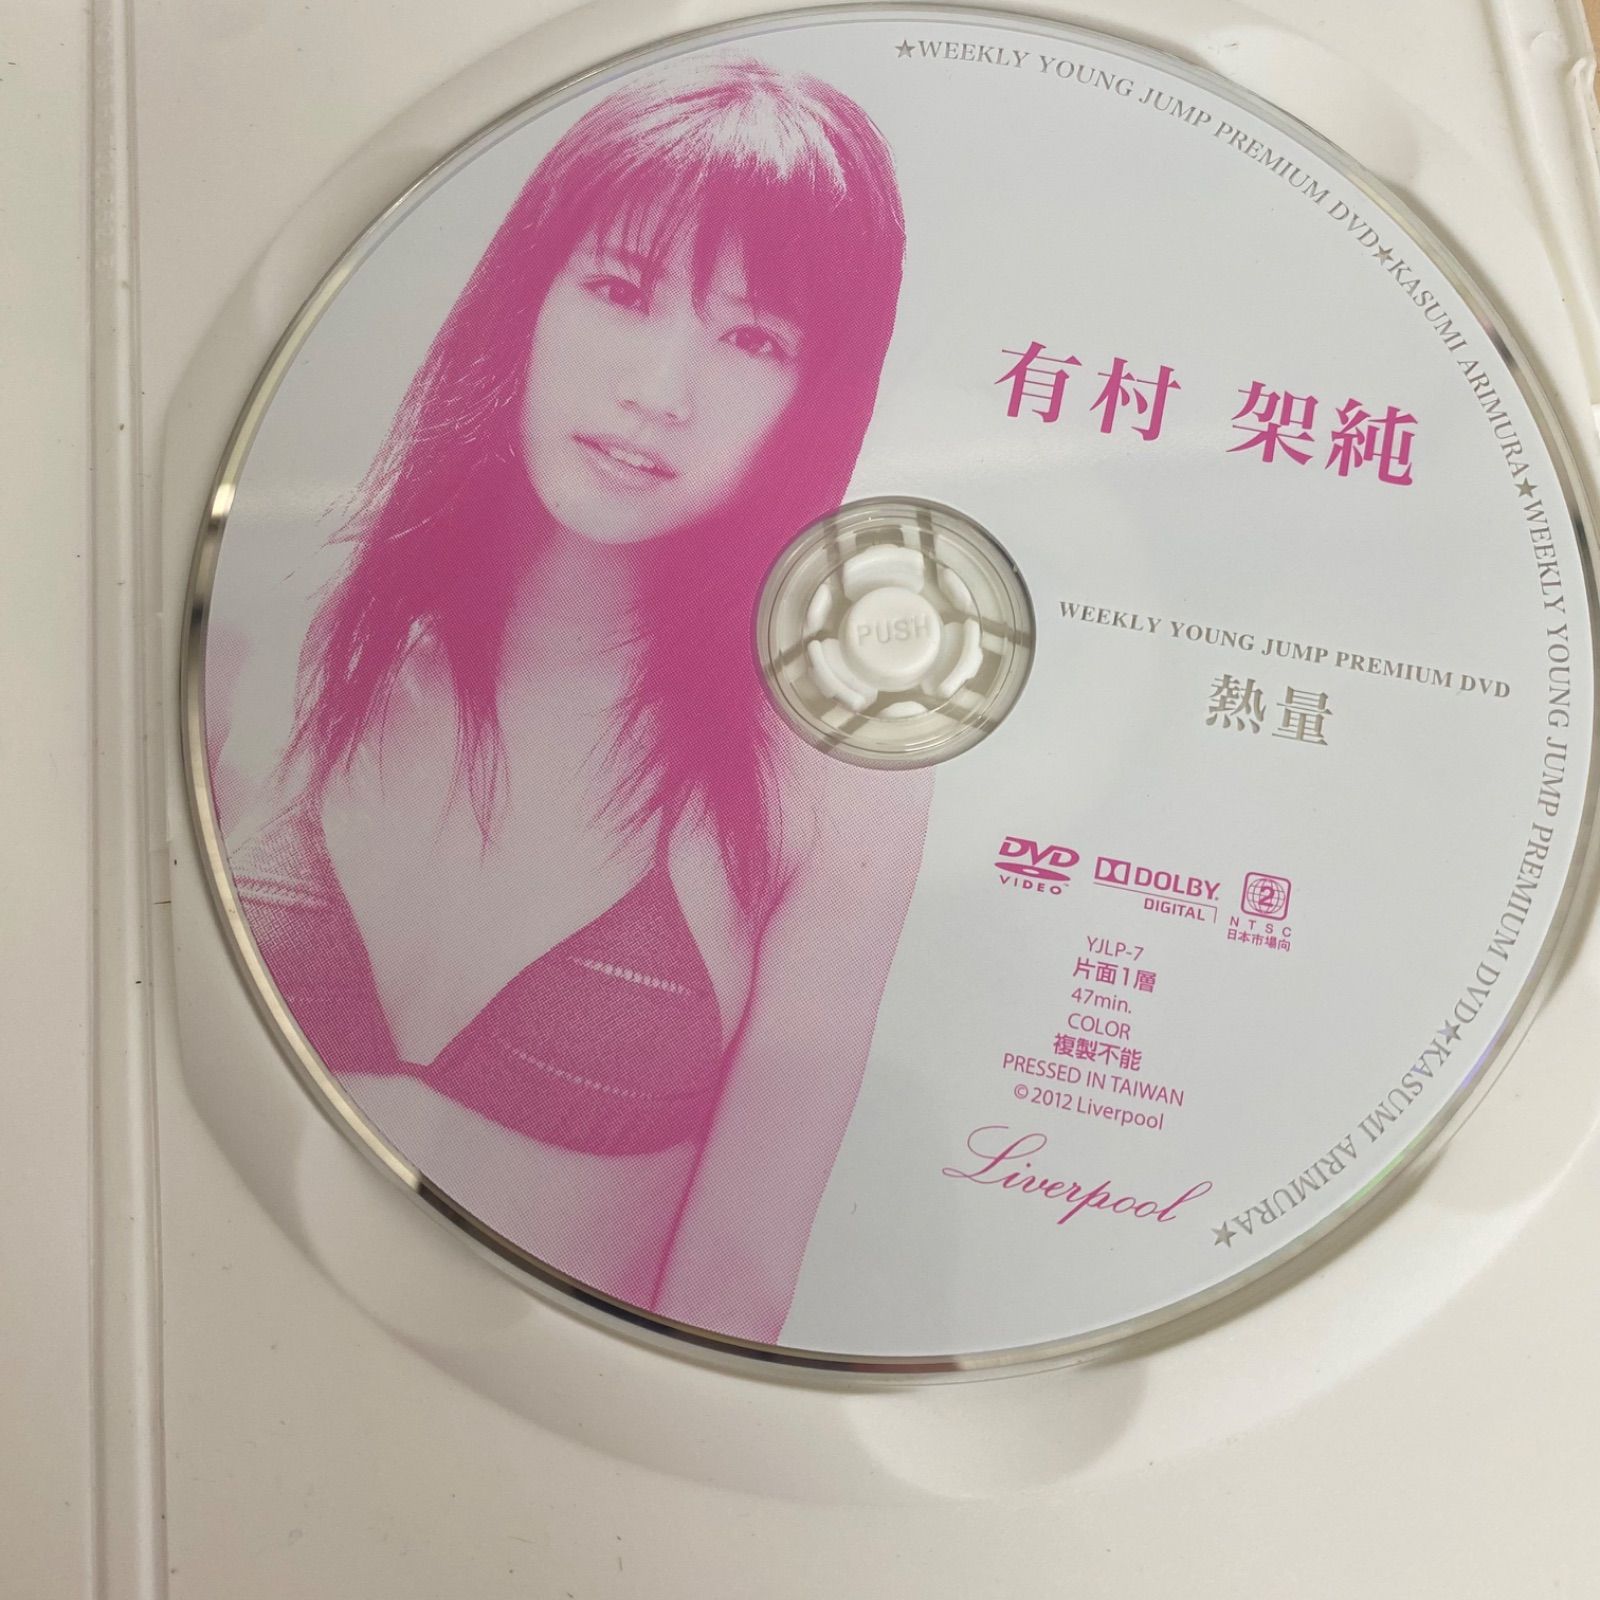 ★WEEKLY YOUNG JUMP PREMIUM DVD★KASUMI ARIMURA★WEEKLY YOUNG JUMP PREMIUM DVD★KASUMI ARIMURA★
有村 架純
PUSH
WEEKLY YOUNG JUMP PREMIUM DVD
熱量
DVD
VIDEO
DOLBY
DIGITAL
2
NTSC
日本市場向
YJLP-7
片面1層
47min.
COLOR
複製不能
PRESSED IN TAIWAN
©2012 Liverpool
Liverpool